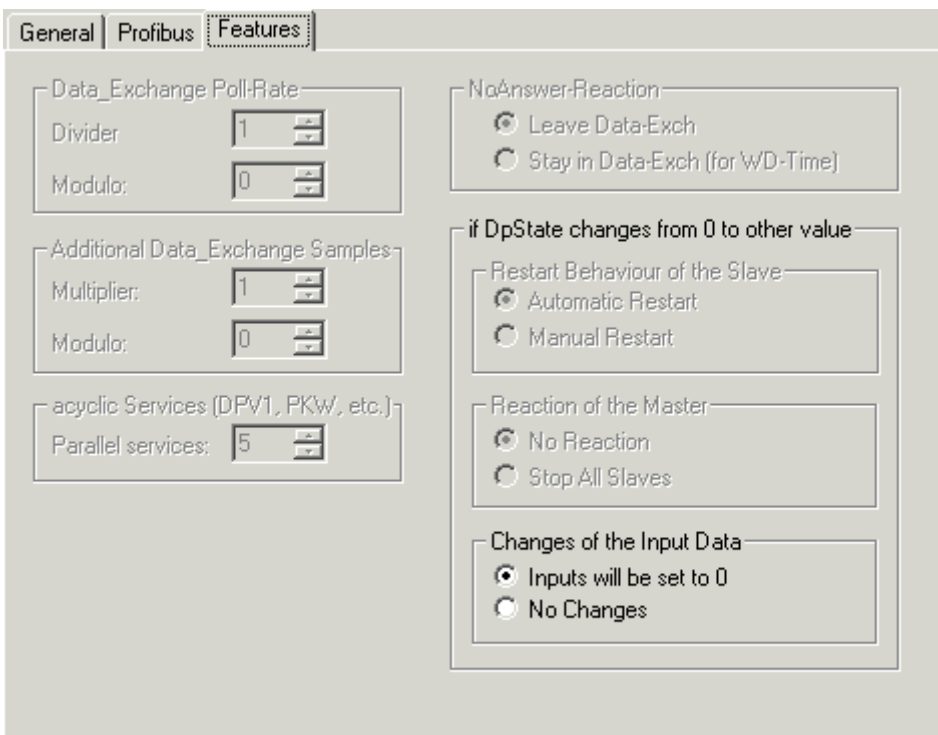 General Profibus Features
Data_Exchange Poll-Rate
Divider 1
Modulo: 0
Additional Data_Exchange Samples
Multiplier: 1
Modulo: 0
acyclic Services (DPV1, PKW, etc.)
Parallel services: 5
NoAnswer-Reaction
Leave Data-Exch
Stay in Data-Exch (for WD-Time)
if DpState changes from 0 to other value
Restart Behaviour of the Slave
Automatic Restart
Manual Restart
Reaction of the Master
No Reaction
Stop All Slaves
Changes of the Input Data
Inputs will be set to 0
No Changes